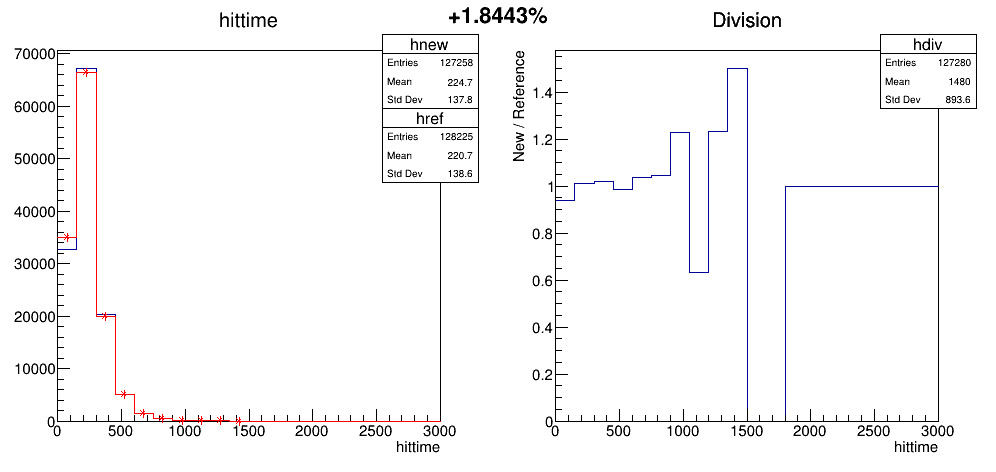 +1.8443%
hittime
hnew
Entries 127258
Mean 224.7
Std Dev 137.8
href
Entries 128225
Mean 220.7
Std Dev 138.6
70000
60000
50000
40000
30000
20000
10000
0
0 500 1000 1500 2000 2500 3000
hittime
Division
hdiv
Entries 127280
Mean 1480
Std Dev 893.6
New / Reference
1.4
1.2
1
0.8
0.6
0.4
0.2
0
0 500 1000 1500 2000 2500 3000
hittime